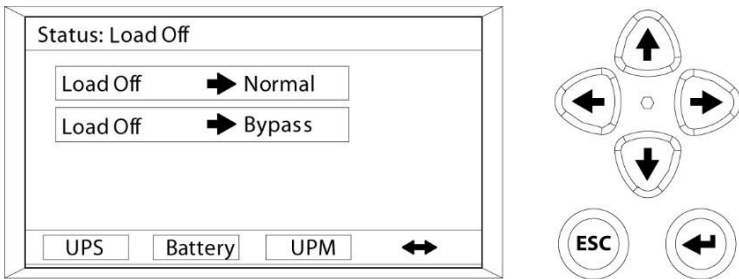 Status: Load Off
Load Off ➡ Normal
Load Off ➡ Bypass
UPS Battery UPM ↔
ESC